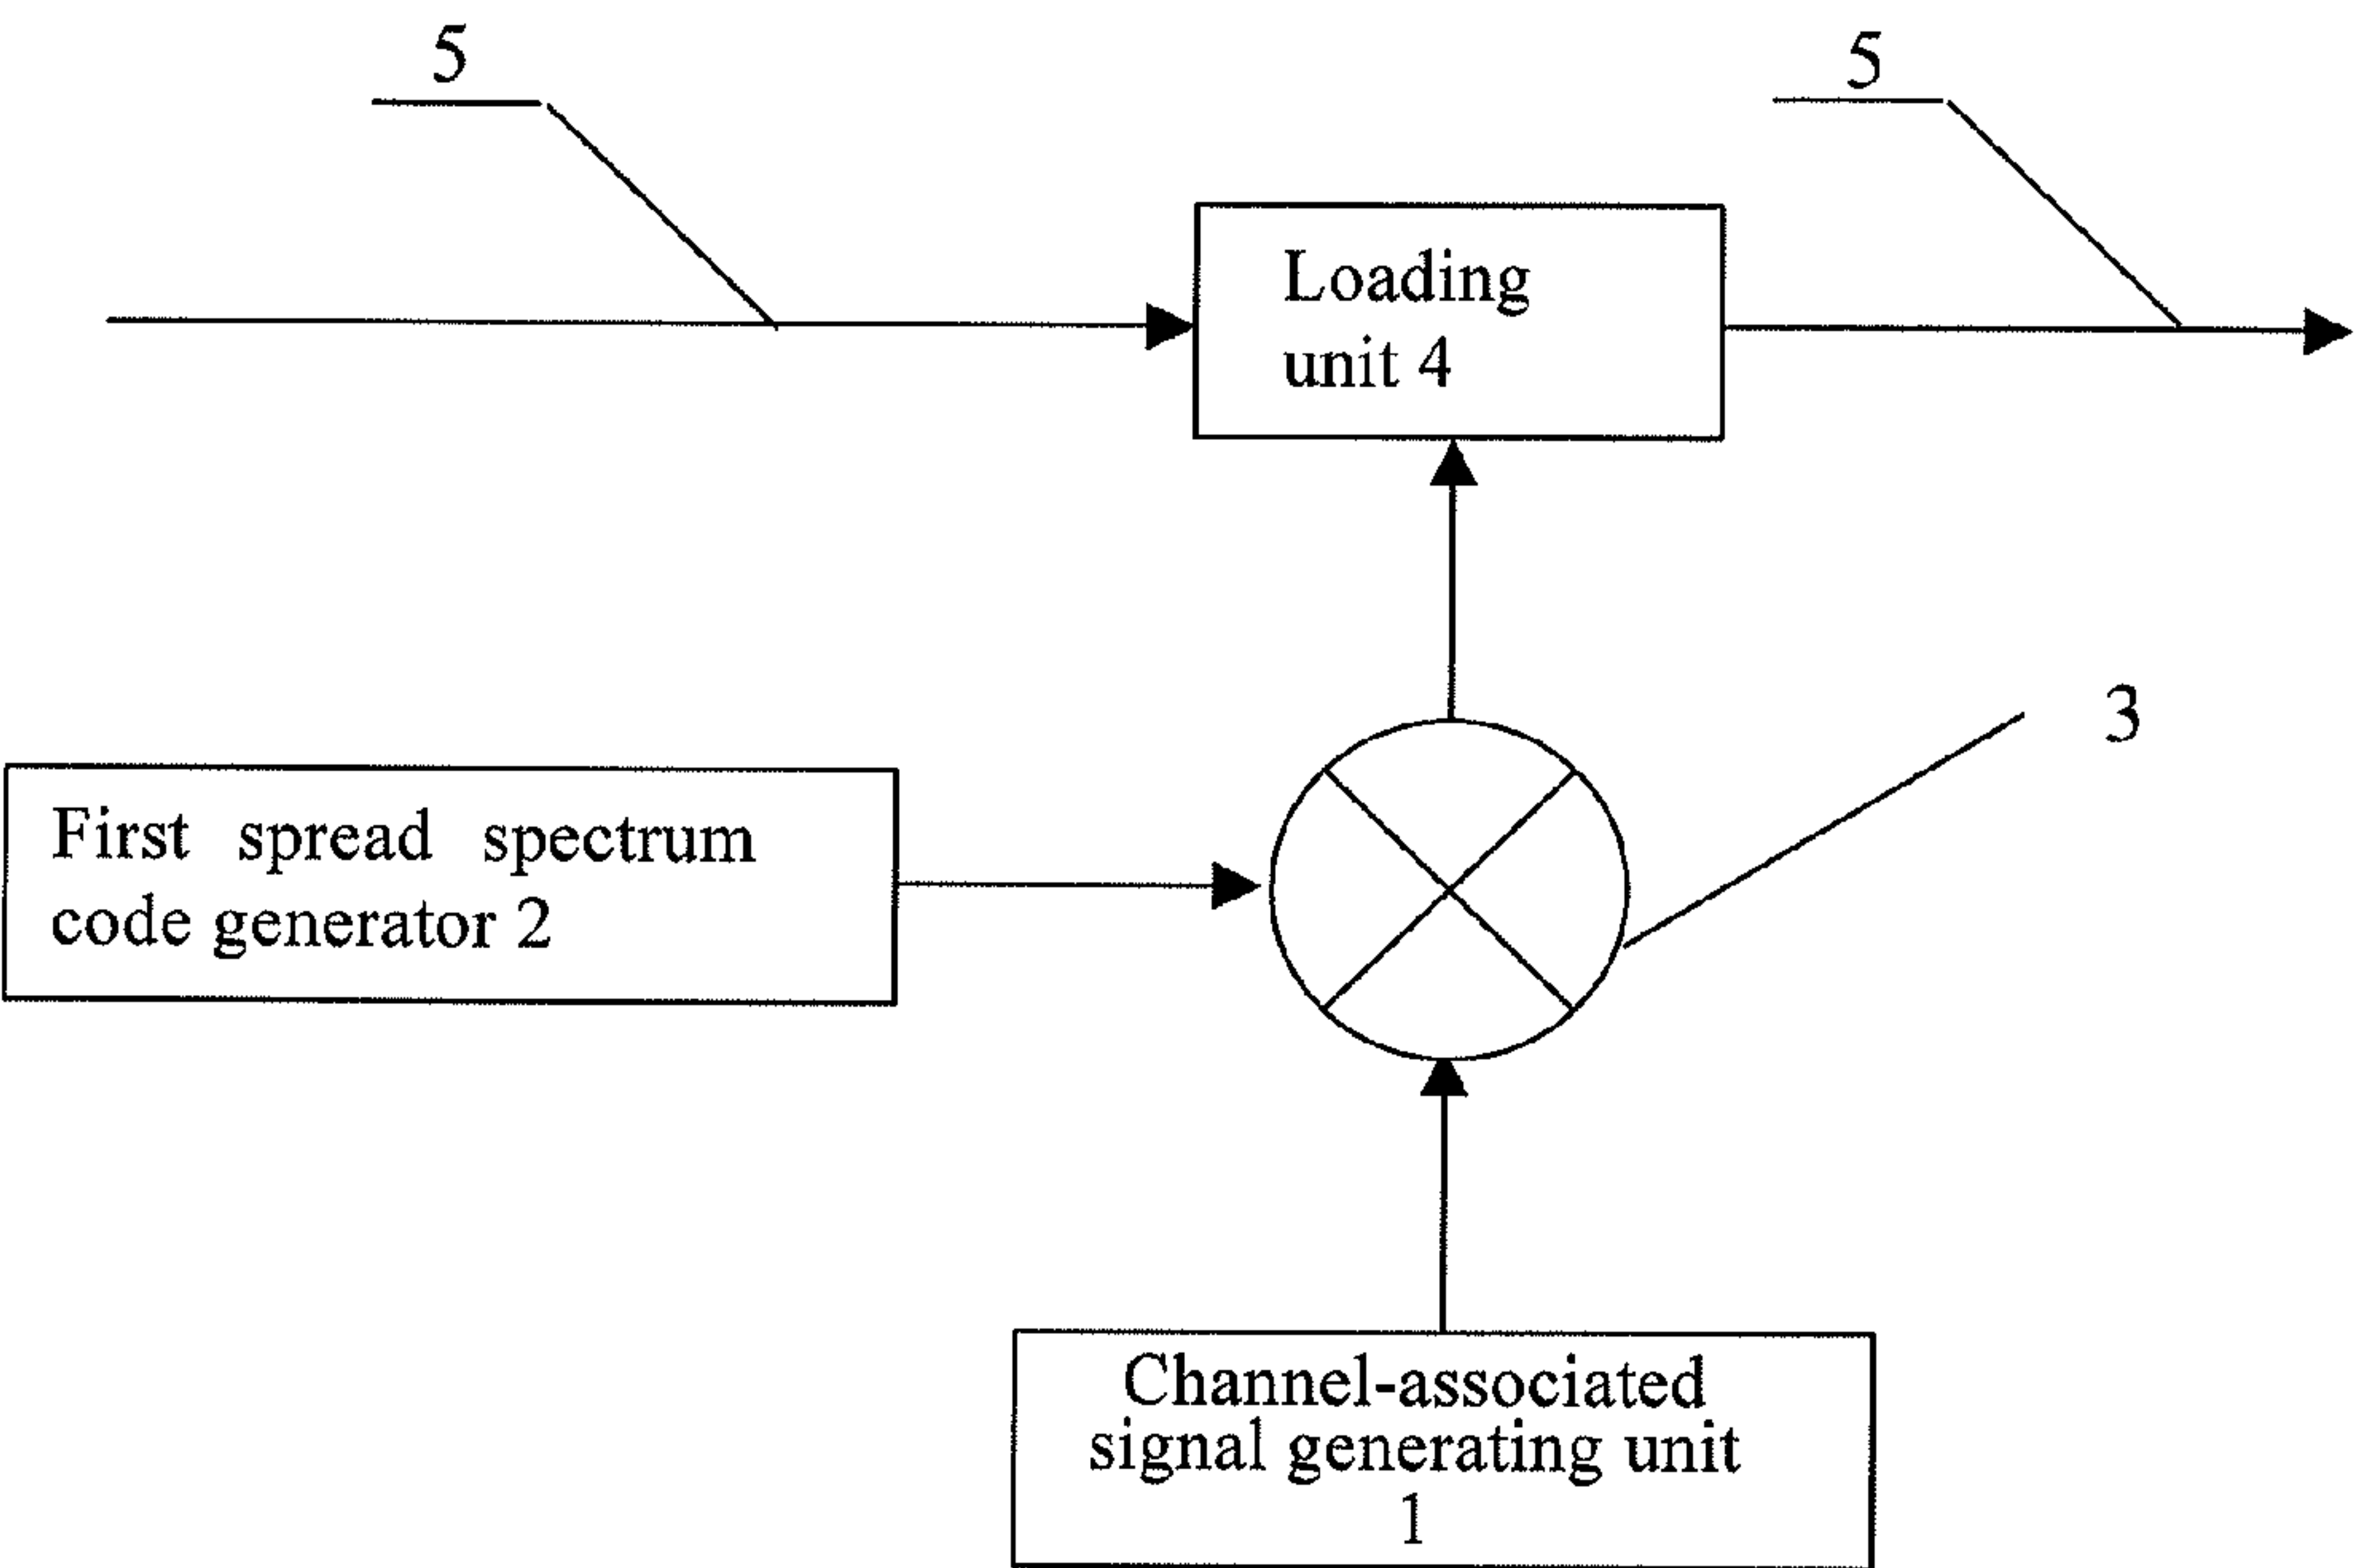 5
5
Loading
unit 4
3
First spread spectrum
code generator 2
Channel-associated
signal generating unit
1